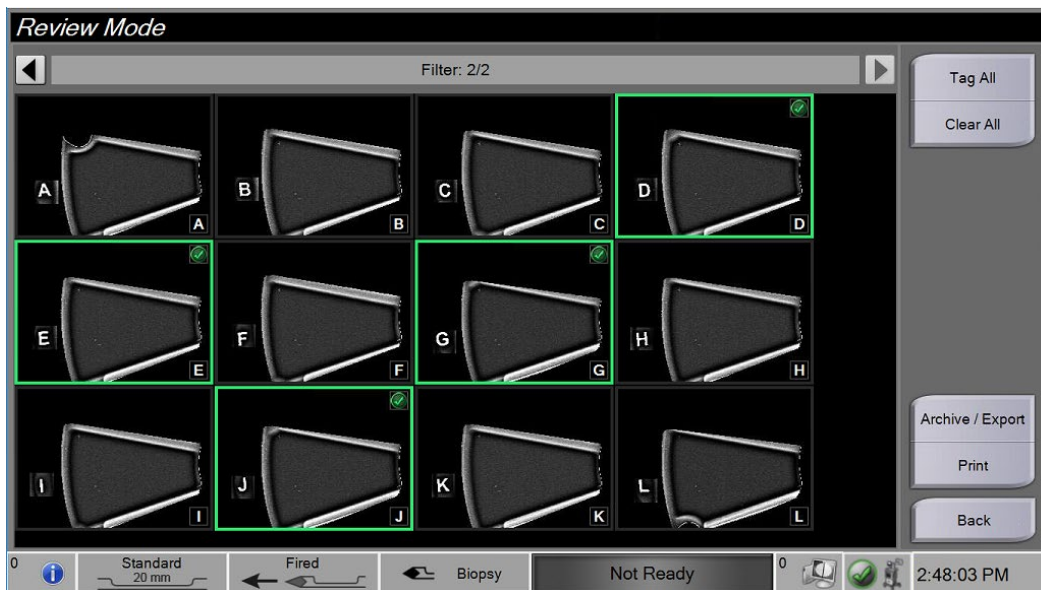 Review Mode
Filter: 2/2
Tag All
Clear All
A A
B B
C C
D D
E E
F F
G G
H H
I I
J J
K K
L L
Archive / Export
Print
Back
0 Standard 20 mm Fired Biopsy Not Ready 0 2:48:03 PM